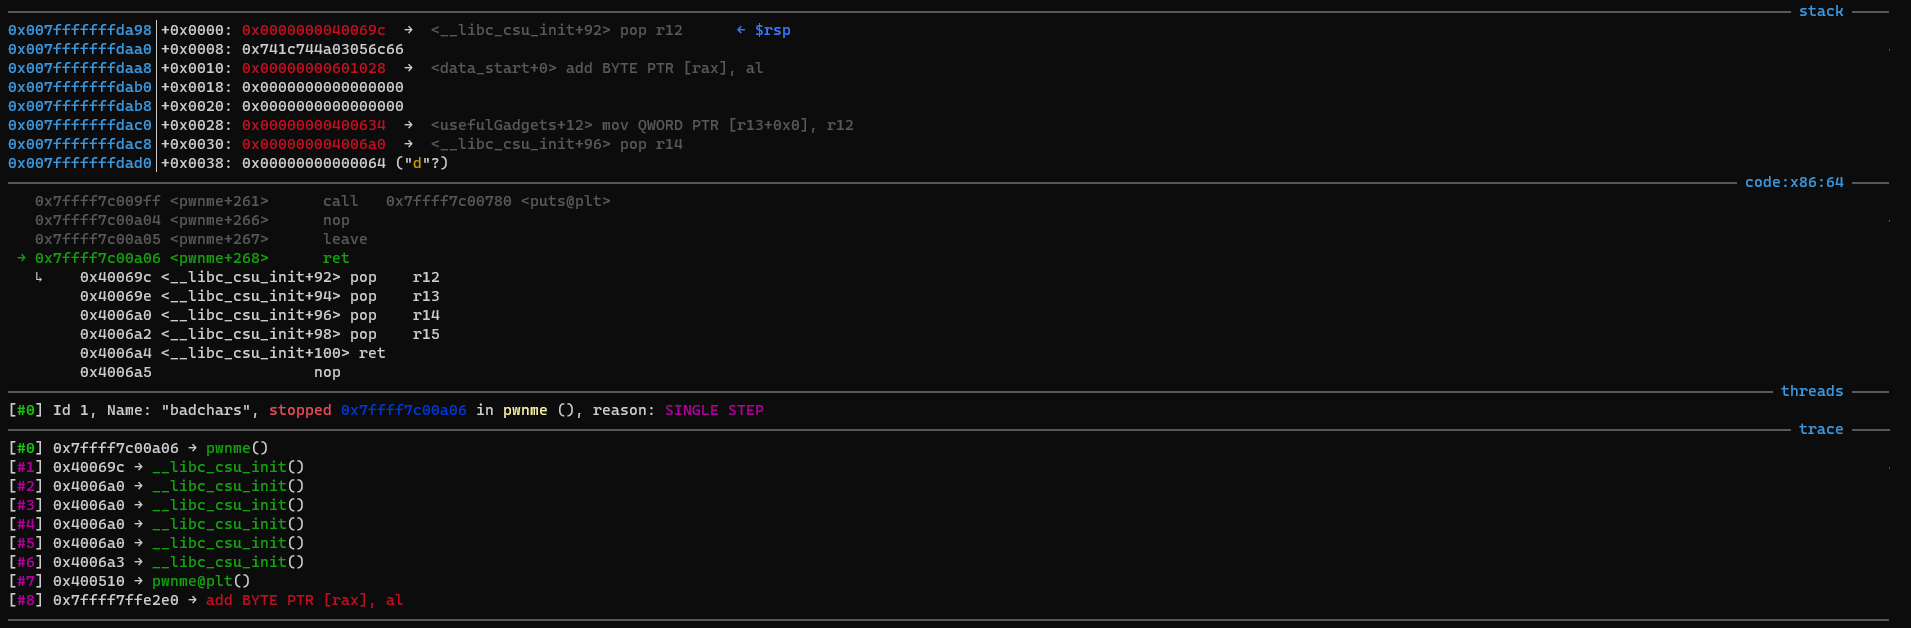 stack
0x007fffffffda98│+0x0000: 0x0000000040069c → <__libc_csu_init+92> pop r12 ← $rsp
0x007fffffffdaa0│+0x0008: 0x741c744a03056c66
0x007fffffffdaa8│+0x0010: 0x00000000601028 → <data_start+0> add BYTE PTR [rax], al
0x007fffffffdab0│+0x0018: 0x0000000000000000
0x007fffffffdab8│+0x0020: 0x0000000000000000
0x007fffffffdac0│+0x0028: 0x00000000400634 → <usefulGadgets+12> mov QWORD PTR [r13+0x0], r12
0x007fffffffdac8│+0x0030: 0x000000004006a0 → <__libc_csu_init+96> pop r14
0x007fffffffdad0│+0x0038: 0x00000000000064 ("d"?)
code:x86:64
0x7ffff7c009ff <pwnme+261> call 0x7ffff7c00780 <puts@plt>
0x7ffff7c00a04 <pwnme+266> nop
0x7ffff7c00a05 <pwnme+267> leave
→ 0x7ffff7c00a06 <pwnme+268> ret
↳ 0x40069c <__libc_csu_init+92> pop r12
0x40069e <__libc_csu_init+94> pop r13
0x4006a0 <__libc_csu_init+96> pop r14
0x4006a2 <__libc_csu_init+98> pop r15
0x4006a4 <__libc_csu_init+100> ret
0x4006a5 nop
threads
[#0] Id 1, Name: "badchars", stopped 0x7ffff7c00a06 in pwnme (), reason: SINGLE STEP
trace
[#0] 0x7ffff7c00a06 → pwnme()
[#1] 0x40069c → __libc_csu_init()
[#2] 0x4006a0 → __libc_csu_init()
[#3] 0x4006a0 → __libc_csu_init()
[#4] 0x4006a0 → __libc_csu_init()
[#5] 0x4006a0 → __libc_csu_init()
[#6] 0x4006a3 → __libc_csu_init()
[#7] 0x400510 → pwnme@plt()
[#8] 0x7ffff7ffe2e0 → add BYTE PTR [rax], al